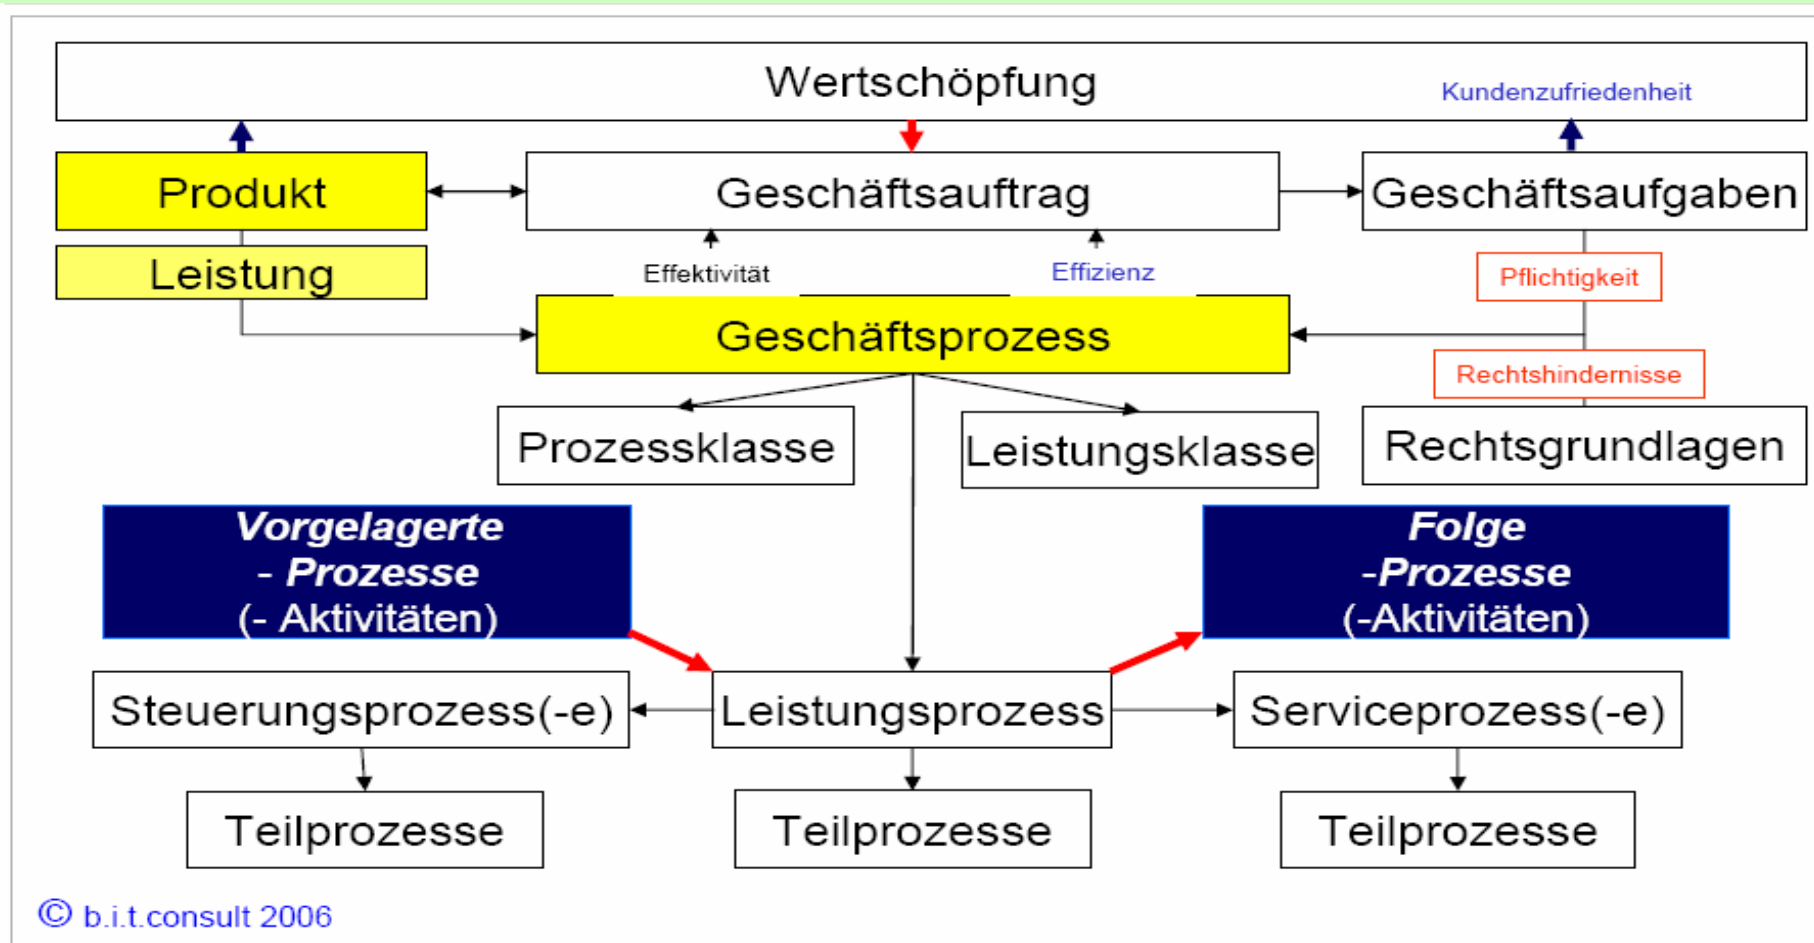 Wertschöpfung
Kundenzufriedenheit
Produkt
Geschäftsauftrag
Geschäftsaufgaben
Leistung
Effektivität
Effizienz
Pflichtigkeit
Geschäftsprozess
Rechtshindernisse
Prozessklasse
Leistungsklasse
Rechtsgrundlagen
Vorgelagerte
- Prozesse
(- Aktivitäten)
Folge
-Prozesse
(-Aktivitäten)
Steuerungsprozess(-e)
Leistungsprozess
Serviceprozess(-e)
Teilprozesse
Teilprozesse
Teilprozesse
© b.i.t.consult 2006